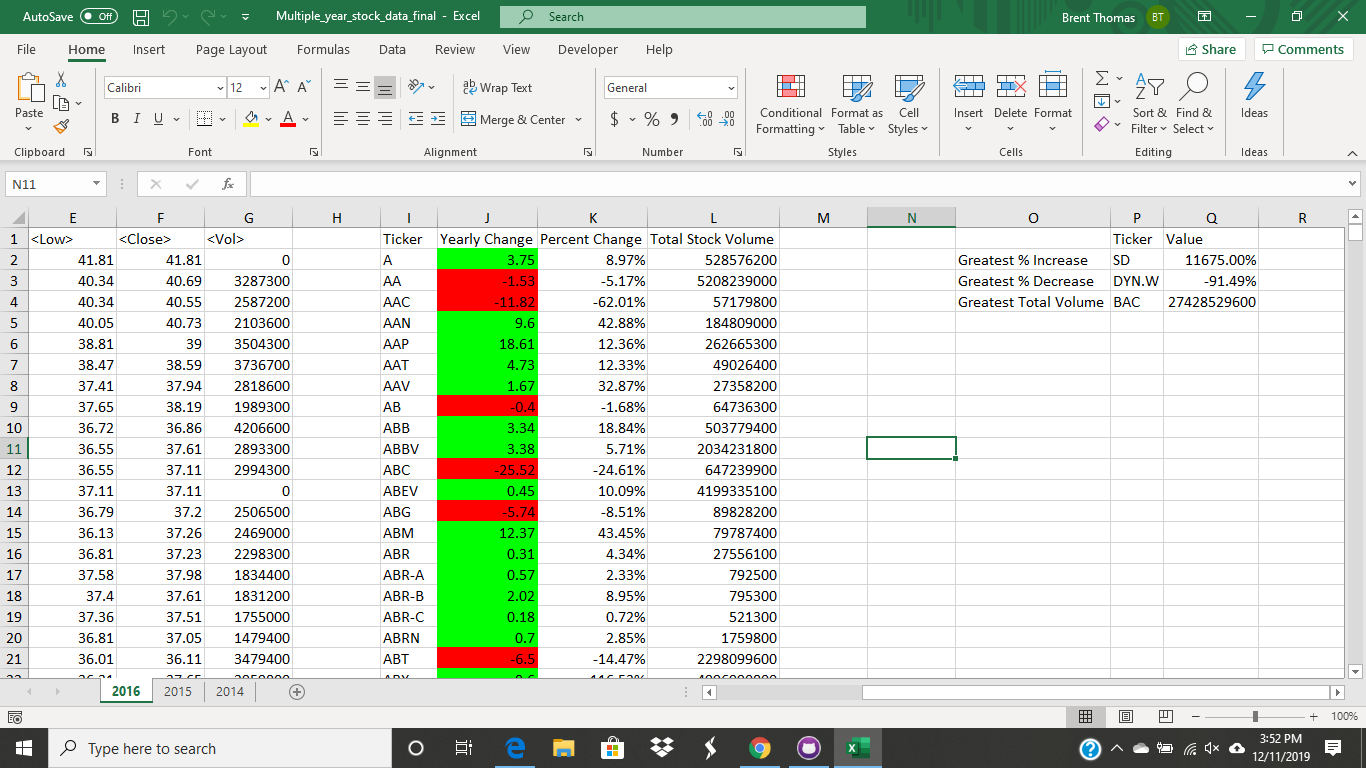 AutoSave Off Multiple_year_stock_data_final - Excel Search Brent Thomas BT
File Home Insert Page Layout Formulas Data Review View Developer Help Share Comments
Calibri 12 Wrap Text General
Paste B I U Merge & Center $ % Conditional Formatting Format as Table Cell Styles Insert Delete Format Sort & Filter Find & Select Ideas
Clipboard Font Alignment Number Styles Cells Editing Ideas
N11 fx
E F G H I J K L M N O P Q R
1 <Low> <Close> <Vol> Ticker Yearly Change Percent Change Total Stock Volume Ticker Value
2 41.81 41.81 0 A 3.75 8.97% 528576200 Greatest % Increase SD 11675.00%
3 40.34 40.69 3287300 AA -1.53 -5.17% 5208239000 Greatest % Decrease DYN.W -91.49%
4 40.34 40.55 2587200 AAC -11.82 -62.01% 57179800 Greatest Total Volume BAC 27428529600
5 40.05 40.73 2103600 AAN 9.6 42.88% 184809000
6 38.81 39 3504300 AAP 18.61 12.36% 262665300
7 38.47 38.59 3736700 AAT 4.73 12.33% 49026400
8 37.41 37.94 2818600 AAV 1.67 32.87% 27358200
9 37.65 38.19 1989300 AB -0.4 -1.68% 64736300
10 36.72 36.86 4206600 ABB 3.34 18.84% 503779400
11 36.55 37.61 2893300 ABBV 3.38 5.71% 2034231800
12 36.55 37.11 2994300 ABC -25.52 -24.61% 647239900
13 37.11 37.11 0 ABEV 0.45 10.09% 4199335100
14 36.79 37.2 2506500 ABG -5.74 -8.51% 89828200
15 36.13 37.26 2469000 ABM 12.37 43.45% 79787400
16 36.81 37.23 2298300 ABR 0.31 4.34% 27556100
17 37.58 37.98 1834400 ABR-A 0.57 2.33% 792500
18 37.4 37.61 1831200 ABR-B 2.02 8.95% 795300
19 37.36 37.51 1755000 ABR-C 0.18 0.72% 521300
20 36.81 37.05 1479400 ABRN 0.7 2.85% 1759800
21 36.01 36.11 3479400 ABT -6.5 -14.47% 2298099600
2016 2015 2014
100%
Type here to search
3:52 PM
12/11/2019